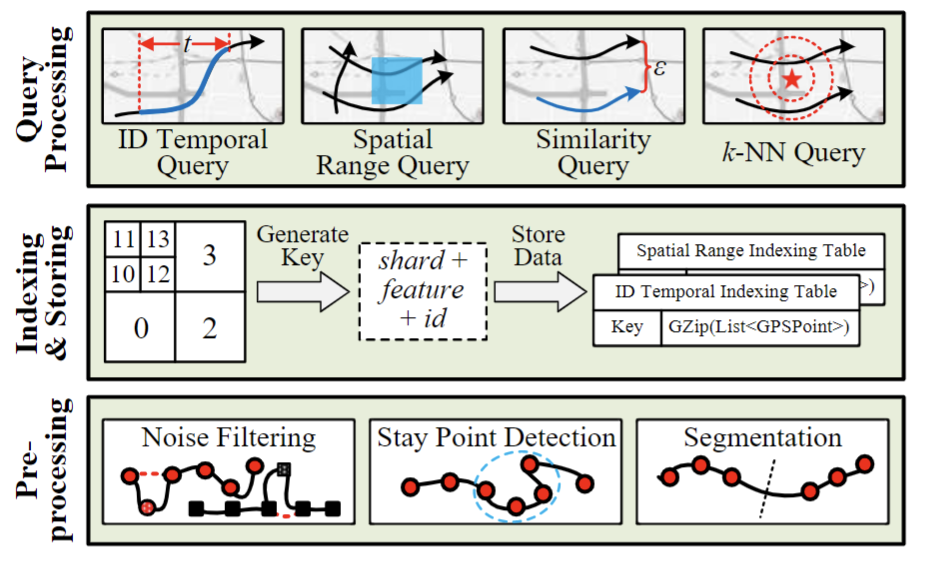 Query
Processing
t
ε
ID Temporal
Query
Spatial
Range Query
Similarity
Query
k-NN Query
Indexing
& Storing
11 13
3
10 12
0 2
Generate
Key
shard +
feature
+ id
Store
Data
Spatial Range Indexing Table
>)
ID Temporal Indexing Table
Key GZip(List<GPSPoint>)
Pre-
processing
Noise Filtering
Stay Point Detection
Segmentation